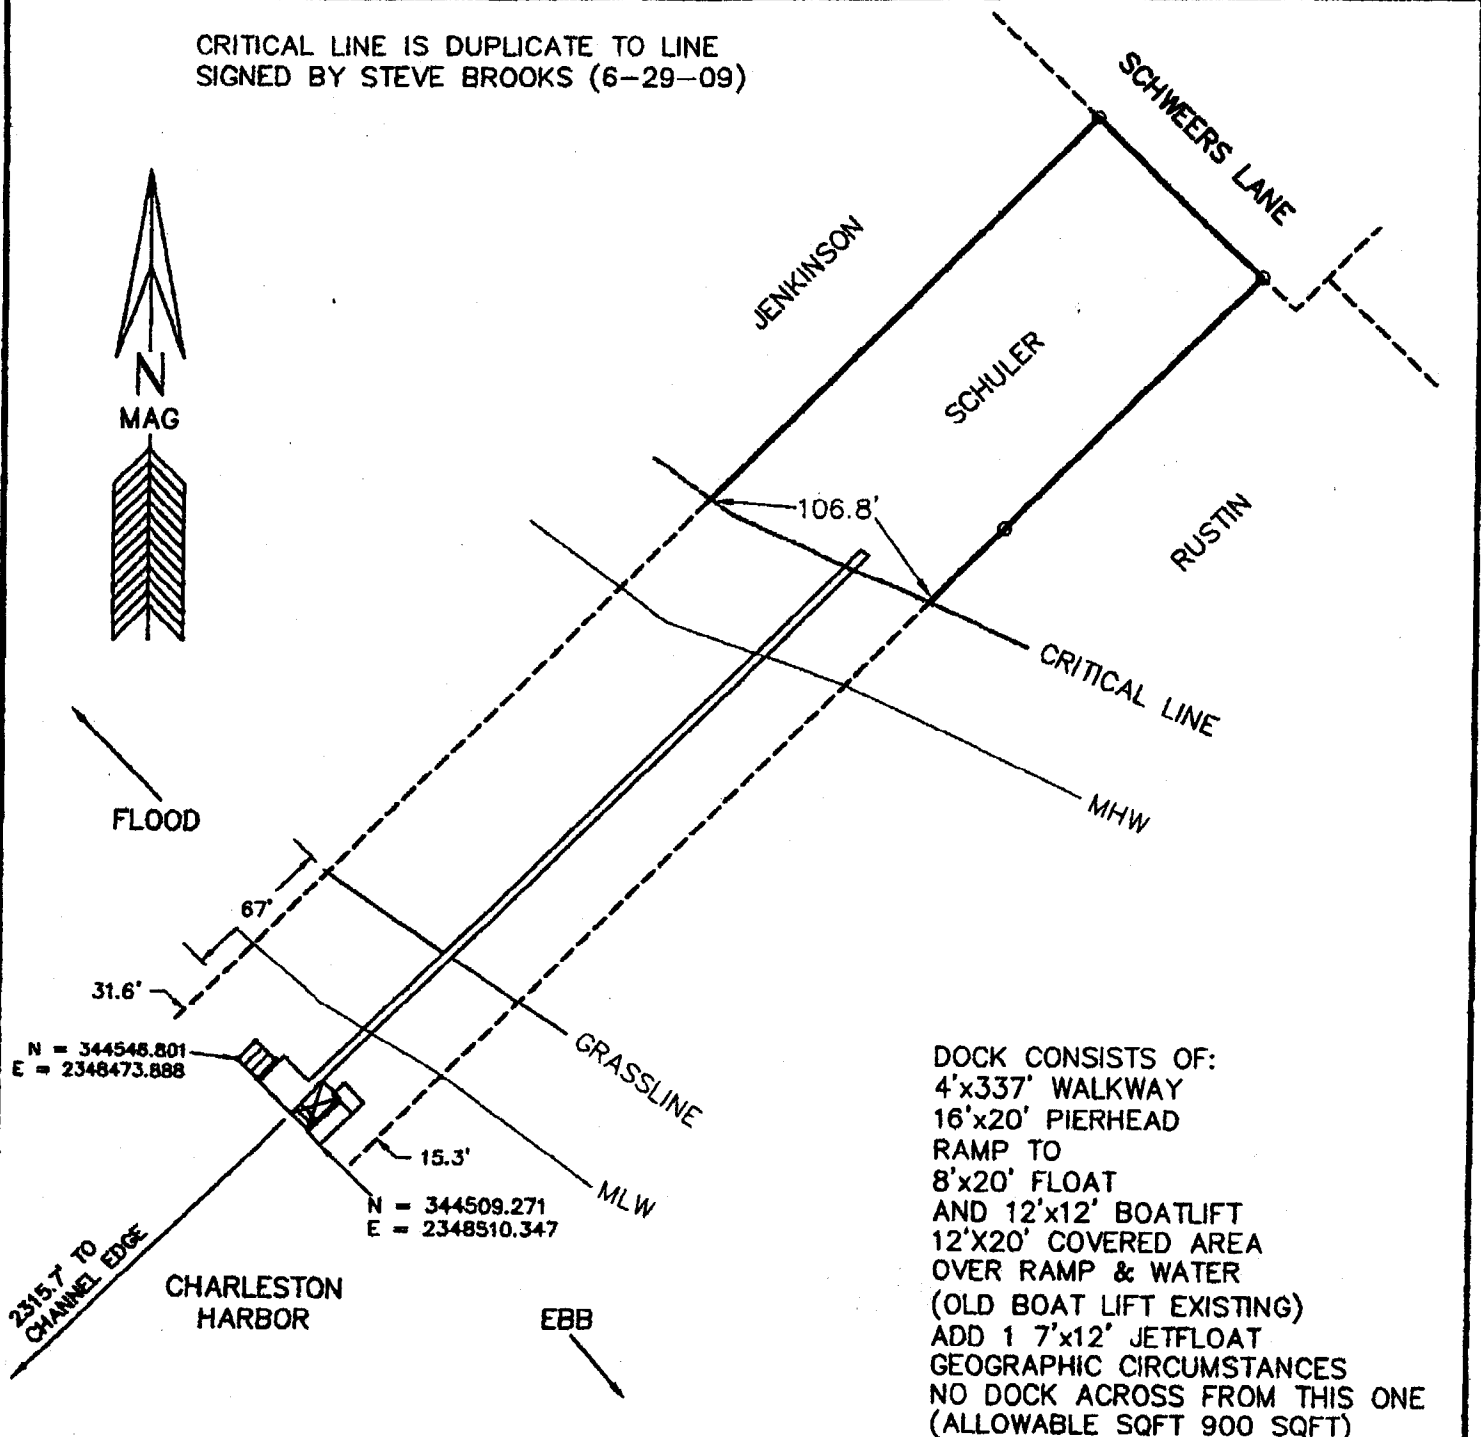 CRITICAL LINE IS DUPLICATE TO LINE
SIGNED BY STEVE BROOKS (6-29-09)
SCHWEERS LANE
JENKINSON
SCHULER
RUSTIN
N
MAG
106.8'
CRITICAL LINE
MHW
FLOOD
67'
31.6'
N = 344546.801
E = 2348473.888
GRASSLINE
15.3'
MLW
N = 344509.271
E = 2348510.347
2315.7' TO
CHANNEL EDGE
CHARLESTON
HARBOR
EBB
DOCK CONSISTS OF:
4'x337' WALKWAY
16'x20' PIERHEAD
RAMP TO
8'x20' FLOAT
AND 12'x12' BOATLIFT
12'X20' COVERED AREA
OVER RAMP & WATER
(OLD BOAT LIFT EXISTING)
ADD 1 7'x12' JETFLOAT
GEOGRAPHIC CIRCUMSTANCES
NO DOCK ACROSS FROM THIS ONE
(ALLOWABLE SQFT 900 SQFT)